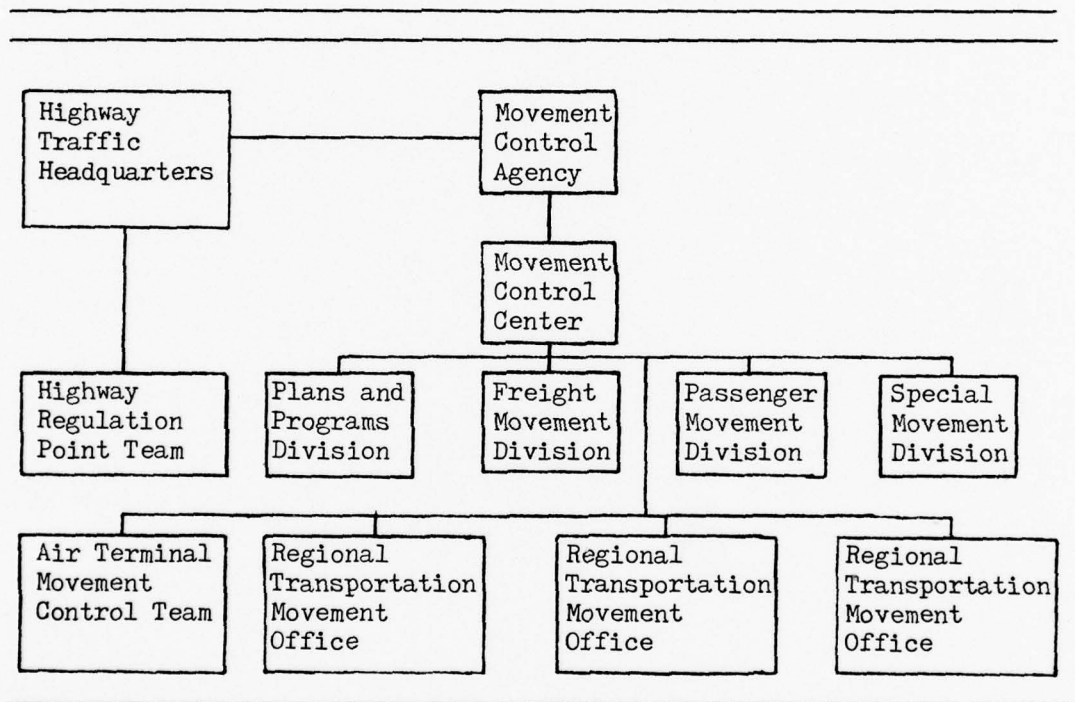 Highway
Traffic
Headquarters
Movement
Control
Agency
Movement
Control
Center
Highway
Regulation
Point Team
Plans and
Programs
Division
Freight
Movement
Division
Passenger
Movement
Division
Special
Movement
Division
Air Terminal
Movement
Control Team
Regional
Transportation
Movement
Office
Regional
Transportation
Movement
Office
Regional
Transportation
Movement
Office